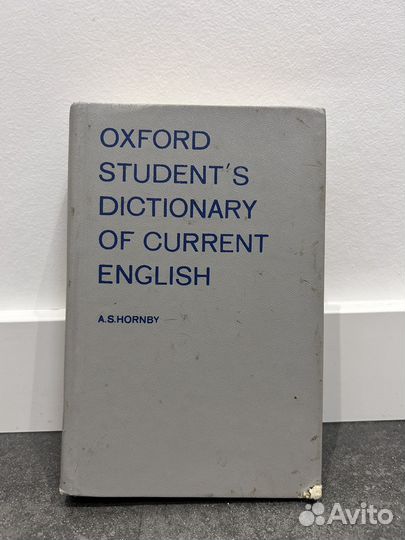 OXFORD
STUDENT'S
DICTIONARY
OF CURRENT
ENGLISH
A.S.HORNBY
Avito